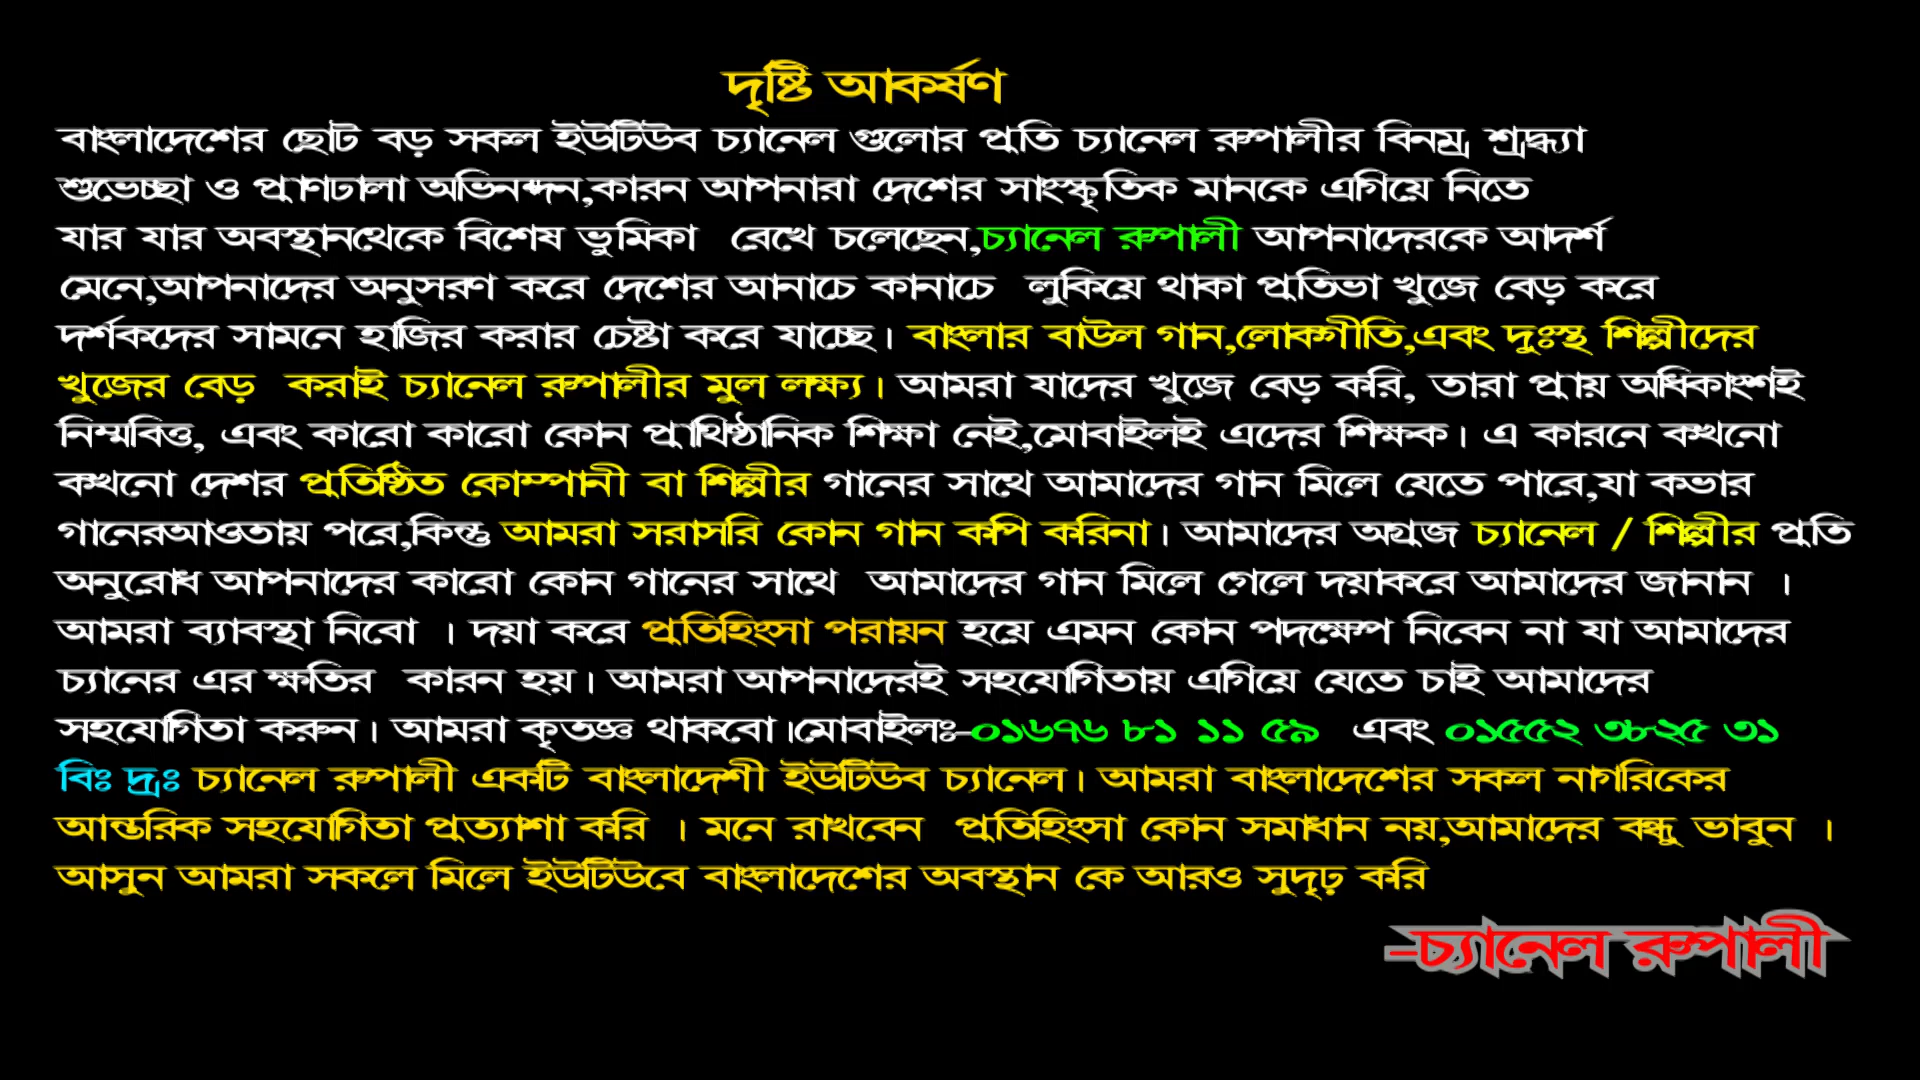 দৃষ্টি আকর্ষণ
বাংলাদেশের ছোট বড় সকল ইউটিউব চ্যানেল গুলোর প্রতি চ্যানেল রুপালীর বিনম্র শ্রদ্ধ্যা
শুভেচ্ছা ও প্রাণঢালা অভিনন্দন,কারন আপনারা দেশের সাংস্কৃতিক মানকে এগিয়ে নিতে
যার যার অবস্থানথেকে বিশেষ ভুমিকা রেখে চলেছেন,চ্যানেল রুপালী আপনাদেরকে আদর্শ
মেনে,আপনাদের অনুসরণ করে দেশের আনাচে কানাচে লুকিয়ে থাকা প্রতিভা খুজে বেড় করে
দর্শকদের সামনে হাজির করার চেষ্টা করে যাচ্ছে। বাংলার বাউল গান,লোকগীতি,এবং দুঃস্থ শিল্পীদের
খুজের বেড় করাই চ্যানেল রুপালীর মুল লক্ষ্য। আমরা যাদের খুজে বেড় করি, তারা প্রায় অধিকাংশই
নিম্মবিত্ত, এবং কারো কারো কোন প্রাথিষ্ঠানিক শিক্ষা নেই,মোবাইলই এদের শিক্ষক। এ কারনে কখনো
কখনো দেশর প্রতিষ্ঠিত কোম্পানী বা শিল্পীর গানের সাথে আমাদের গান মিলে যেতে পারে,যা কভার
গানেরআওতায় পরে,কিন্তু আমরা সরাসরি কোন গান কপি করিনা। আমাদের অগ্রজ চ্যানেল / শিল্পীর প্রতি
অনুরোধ আপনাদের কারো কোন গানের সাথে আমাদের গান মিলে গেলে দয়াকরে আমাদের জানান ।
আমরা ব্যাবস্থা নিবো । দয়া করে প্রতিহিংসা পরায়ন হয়ে এমন কোন পদক্ষেপ নিবেন না যা আমাদের
চ্যানের এর ক্ষতির কারন হয়। আমরা আপনাদেরই সহযোগিতায় এগিয়ে যেতে চাই আমাদের
সহযোগিতা করুন। আমরা কৃতজ্ঞ থাকবো।মোবাইলঃ-০১৬৭৬ ৮১ ১১ ৫৯ এবং ০১৫৫২ ৩৮২৫ ৩১
বিঃ দ্রঃ চ্যানেল রুপালী একটি বাংলাদেশী ইউটিউব চ্যানেল। আমরা বাংলাদেশের সকল নাগরিকের
আন্তরিক সহযোগিতা প্রত্যাশা করি । মনে রাখবেন প্রতিহিংসা কোন সমাধান নয়,আমাদের বন্ধু ভাবুন ।
আসুন আমরা সকলে মিলে ইউটিউবে বাংলাদেশের অবস্থান কে আরও সুদৃঢ় করি
-চ্যানেল রুপালী